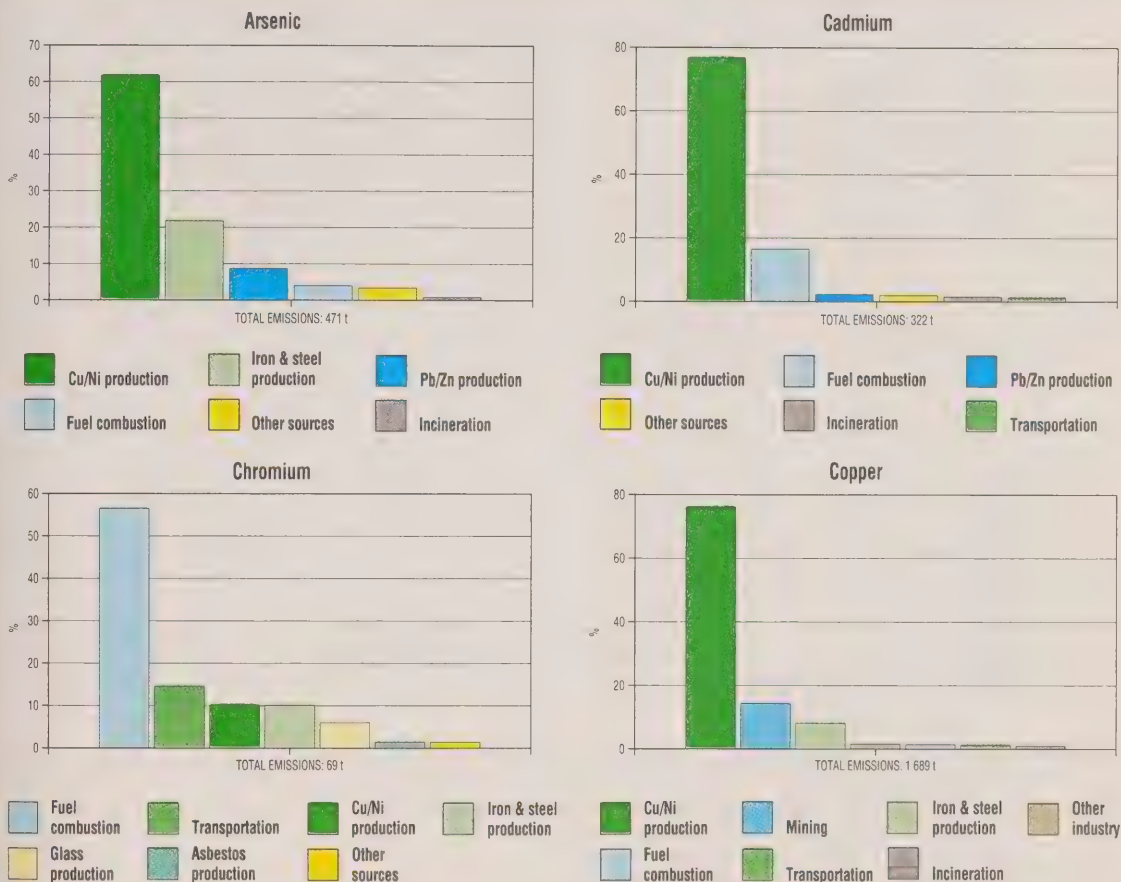 Arsenic
70
60
50
40
30
20
10
0
%
TOTAL EMISSIONS: 471 t
Cu/Ni production
Iron & steel
production
Pb/Zn production
Fuel combustion
Other sources
Incineration
Cadmium
80
60
40
20
0
%
TOTAL EMISSIONS: 322 t
Cu/Ni production
Fuel combustion
Pb/Zn production
Other sources
Incineration
Transportation
Chromium
60
50
40
30
20
10
0
%
TOTAL EMISSIONS: 69 t
Fuel
combustion
Transportation
Cu/Ni
production
Iron & steel
production
Glass
production
Asbestos
production
Other
sources
Copper
80
60
40
20
0
%
TOTAL EMISSIONS: 1 689 t
Cu/Ni
production
Mining
Iron & steel
production
Other
industry
Fuel
combustion
Transportation
Incineration